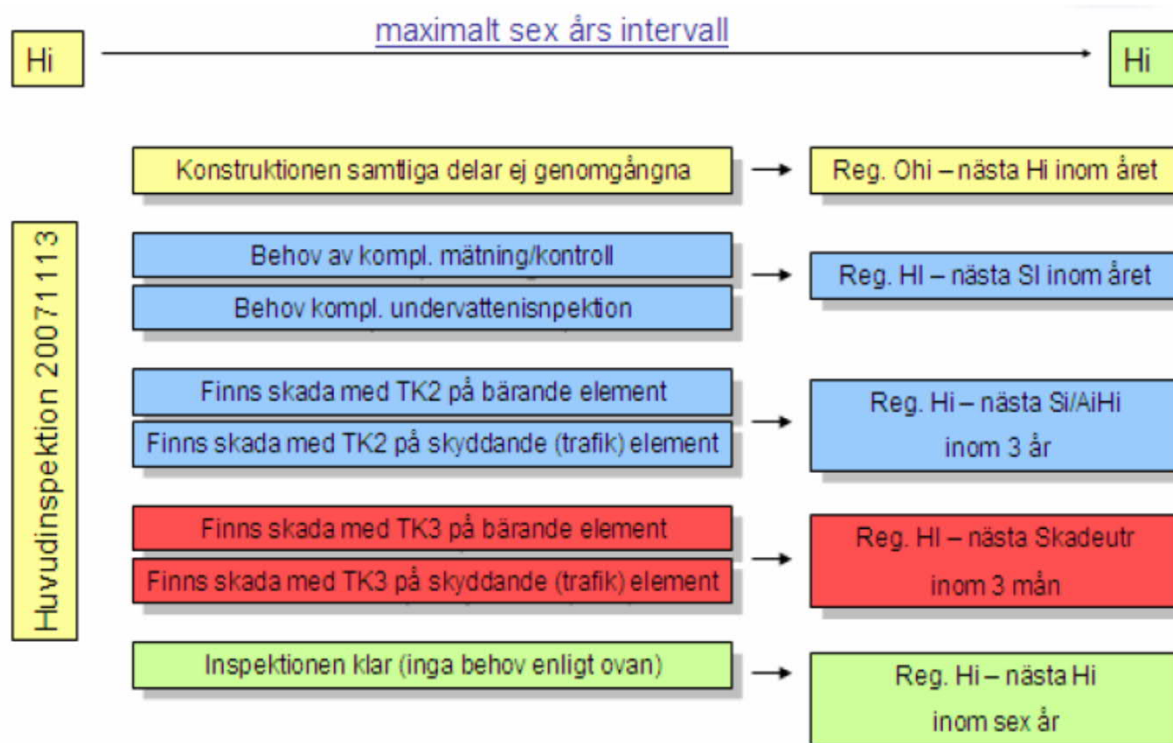 maximalt sex års intervall
Hi
Hi
Konstruktionen samtliga delar ej genomgångna
Reg. Ohi – nästa Hi inom året
Huvudinspektion 20071113
Behov av kompl. mätning/kontroll
Behov kompl. undervattenisnpektion
Reg. HI – nästa SI inom året
Finns skada med TK2 på bärande element
Finns skada med TK2 på skyddande (trafik) element
Reg. Hi – nästa Si/AiHi
inom 3 år
Finns skada med TK3 på bärande element
Finns skada med TK3 på skyddande (trafik) element
Reg. HI – nästa Skadeutr
inom 3 mån
Inspektionen klar (inga behov enligt ovan)
Reg. Hi – nästa Hi
inom sex år